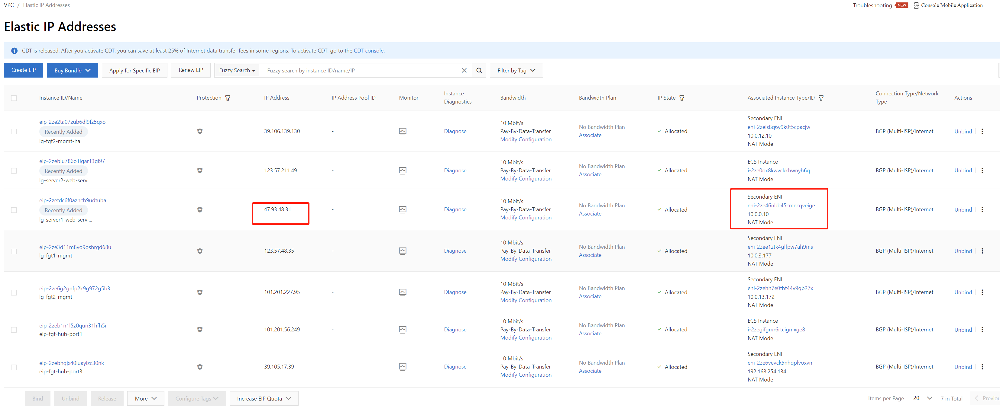 VPC / Elastic IP Addresses
Troubleshooting NEW APP Console Mobile Application
Elastic IP Addresses
CDT is released. After you activate CDT, you can save at least 25% of Internet data transfer fees in some regions. To activate CDT, go to the CDT console.
Create EIP Buy Bundle Apply for Specific EIP Renew EIP Fuzzy Search Fuzzy search by instance ID/name/IP Filter by Tag
Instance ID/Name Protection IP Address IP Address Pool ID Monitor Instance Diagnostics Bandwidth Bandwidth Plan IP State Associated Instance Type/ID Connection Type/Network Type Actions
eip-2ze2ta07zub6dl9fz5qxo
Recently Added
lg-fgt2-mgmt-ha
39.106.139.130
-
Diagnose
10 Mbit/s
Pay-By-Data-Transfer
Modify Configuration
No Bandwidth Plan
Associate
Allocated
Secondary ENI
eni-2zeis8q6y9k0t5cpacjw
10.0.12.10
NAT Mode
BGP (Multi-ISP)/Internet
Unbind
eip-2zeblu786o1lgar13gl97
Recently Added
lg-server2-web-servi...
123.57.211.49
-
Diagnose
10 Mbit/s
Pay-By-Data-Transfer
Modify Configuration
No Bandwidth Plan
Associate
Allocated
ECS Instance
i-2ze0ox8kwvckkhwnyh6q
NAT Mode
BGP (Multi-ISP)/Internet
Unbind
eip-2zefdc6f0azncb9udtuba
Recently Added
lg-server1-web-servi...
47.93.48.31
-
Diagnose
10 Mbit/s
Pay-By-Data-Transfer
Modify Configuration
No Bandwidth Plan
Associate
Allocated
Secondary ENI
eni-2ze46nbb45cmecqveige
10.0.0.10
NAT Mode
BGP (Multi-ISP)/Internet
Unbind
eip-2ze3d11m8vo9oshrgd68u
lg-fgt1-mgmt
123.57.48.35
-
Diagnose
10 Mbit/s
Pay-By-Data-Transfer
Modify Configuration
No Bandwidth Plan
Associate
Allocated
Secondary ENI
eni-2zee1ztk4glfpw7ah9ms
10.0.3.177
NAT Mode
BGP (Multi-ISP)/Internet
Unbind
eip-2ze6g2gnfp2k9g972g5b3
lg-fgt2-mgmt
101.201.227.95
-
Diagnose
10 Mbit/s
Pay-By-Data-Transfer
Modify Configuration
No Bandwidth Plan
Associate
Allocated
Secondary ENI
eni-2zehh7e0fbt44v9qb27x
10.0.13.172
NAT Mode
BGP (Multi-ISP)/Internet
Unbind
eip-2zeb1n1l5z0qun31hfh5r
eip-fgt-hub-port1
101.201.56.249
-
Diagnose
10 Mbit/s
Pay-By-Data-Transfer
Modify Configuration
No Bandwidth Plan
Associate
Allocated
ECS Instance
i-2zegifgmr6rtcigmxge8
NAT Mode
BGP (Multi-ISP)/Internet
Unbind
eip-2zebhqjx40iuaylzc30nk
eip-fgt-hub-port3
39.105.17.39
-
Diagnose
10 Mbit/s
Pay-By-Data-Transfer
Modify Configuration
No Bandwidth Plan
Associate
Allocated
Secondary ENI
eni-2ze6vevck5nhqplvoxvn
192.168.254.134
NAT Mode
BGP (Multi-ISP)/Internet
Unbind
Bind Unbind Release More Configure Tags Increase EIP Quota Items per Page 20 7 in Total Previou